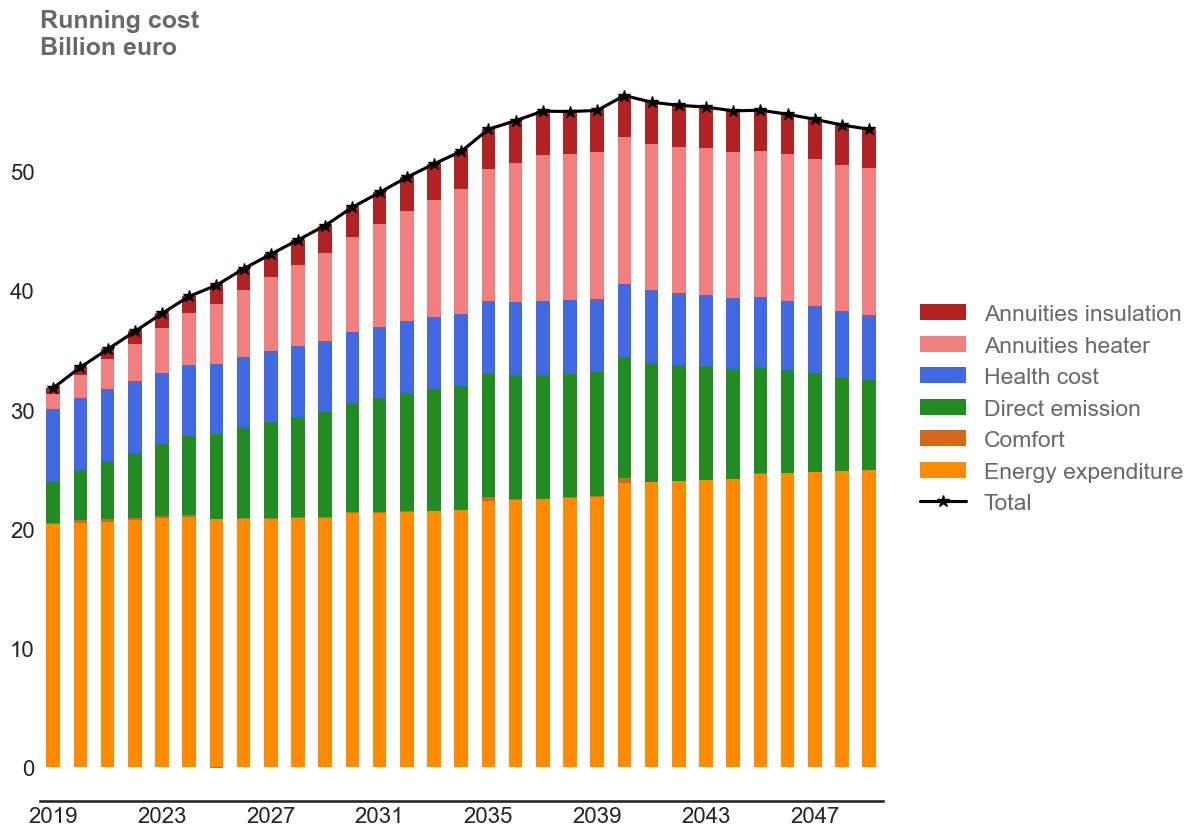 Running cost
Billion euro
50
40
30
20
10
0
2019 2023 2027 2031 2035 2039 2043 2047
Annuities insulation
Annuities heater
Health cost
Direct emission
Comfort
Energy expenditure
Total